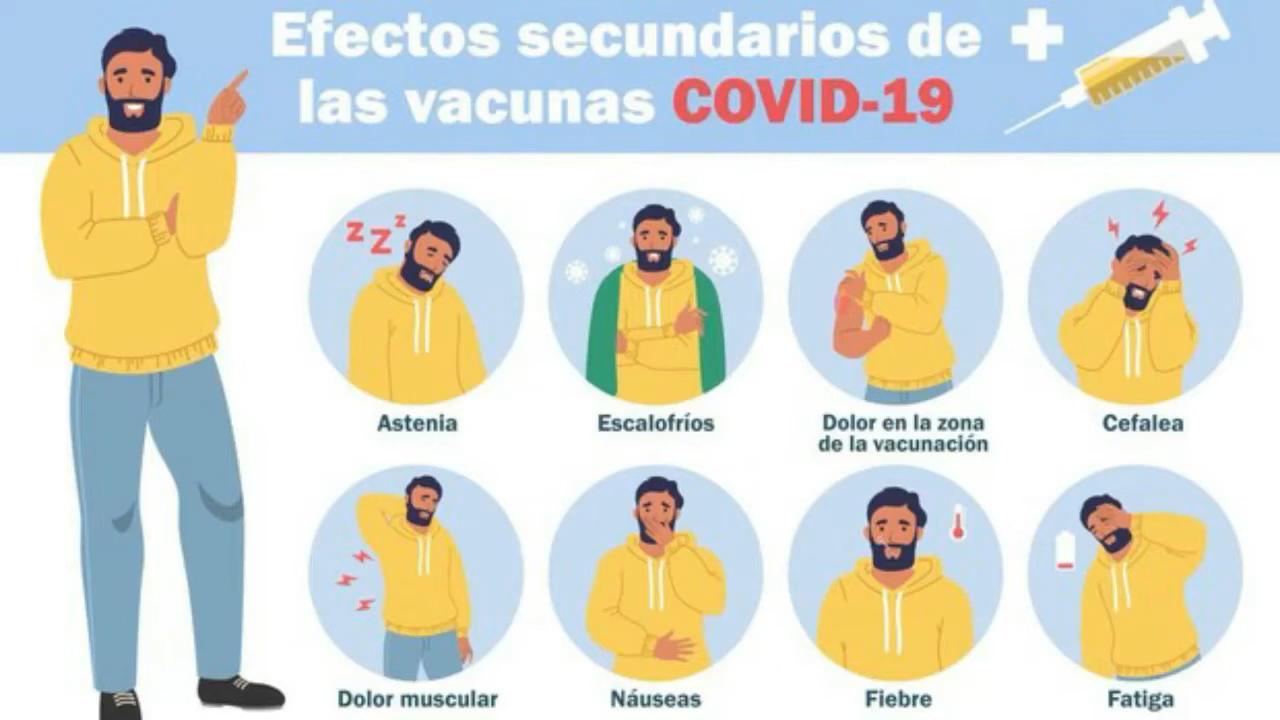 Efectos secundarios de
las vacunas COVID-19
z Z z
Astenia
Escalofríos
Dolor en la zona
de la vacunación
Cefalea
Dolor muscular
Náuseas
Fiebre
Fatiga